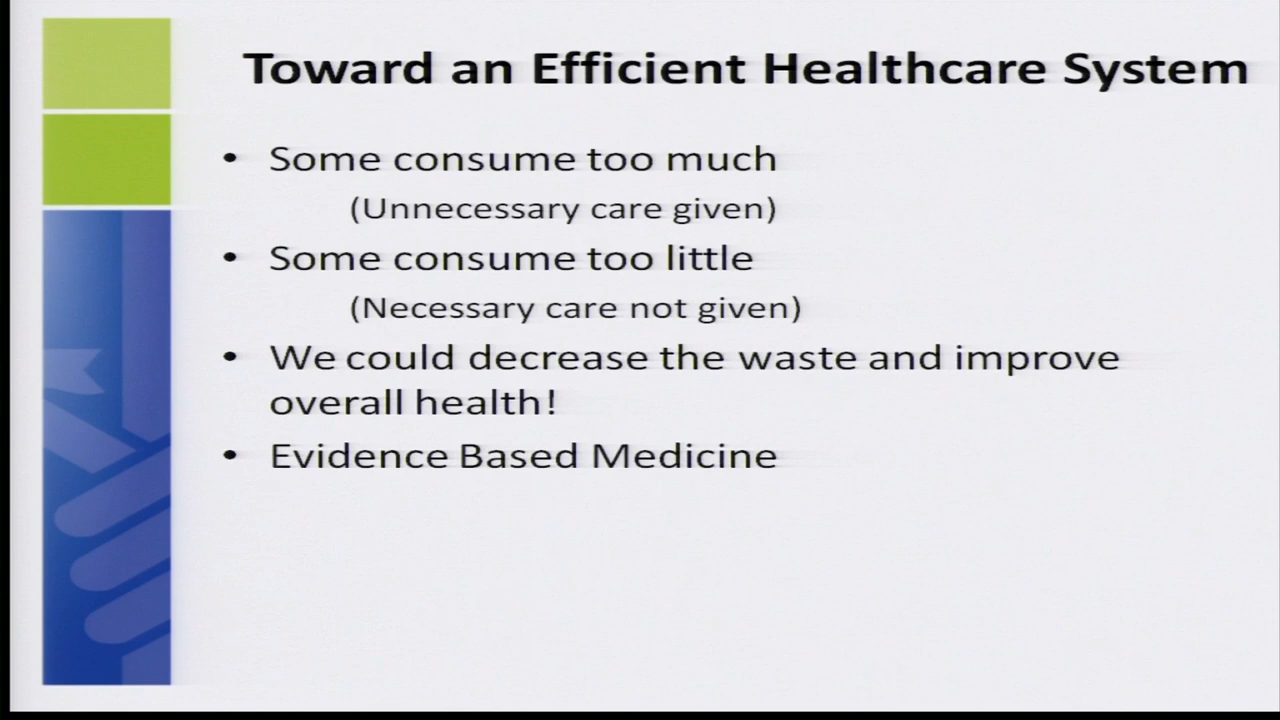 Toward an Efficient Healthcare System
• Some consume too much
(Unnecessary care given)
• Some consume too little
(Necessary care not given)
• We could decrease the waste and improve
overall health!
• Evidence Based Medicine